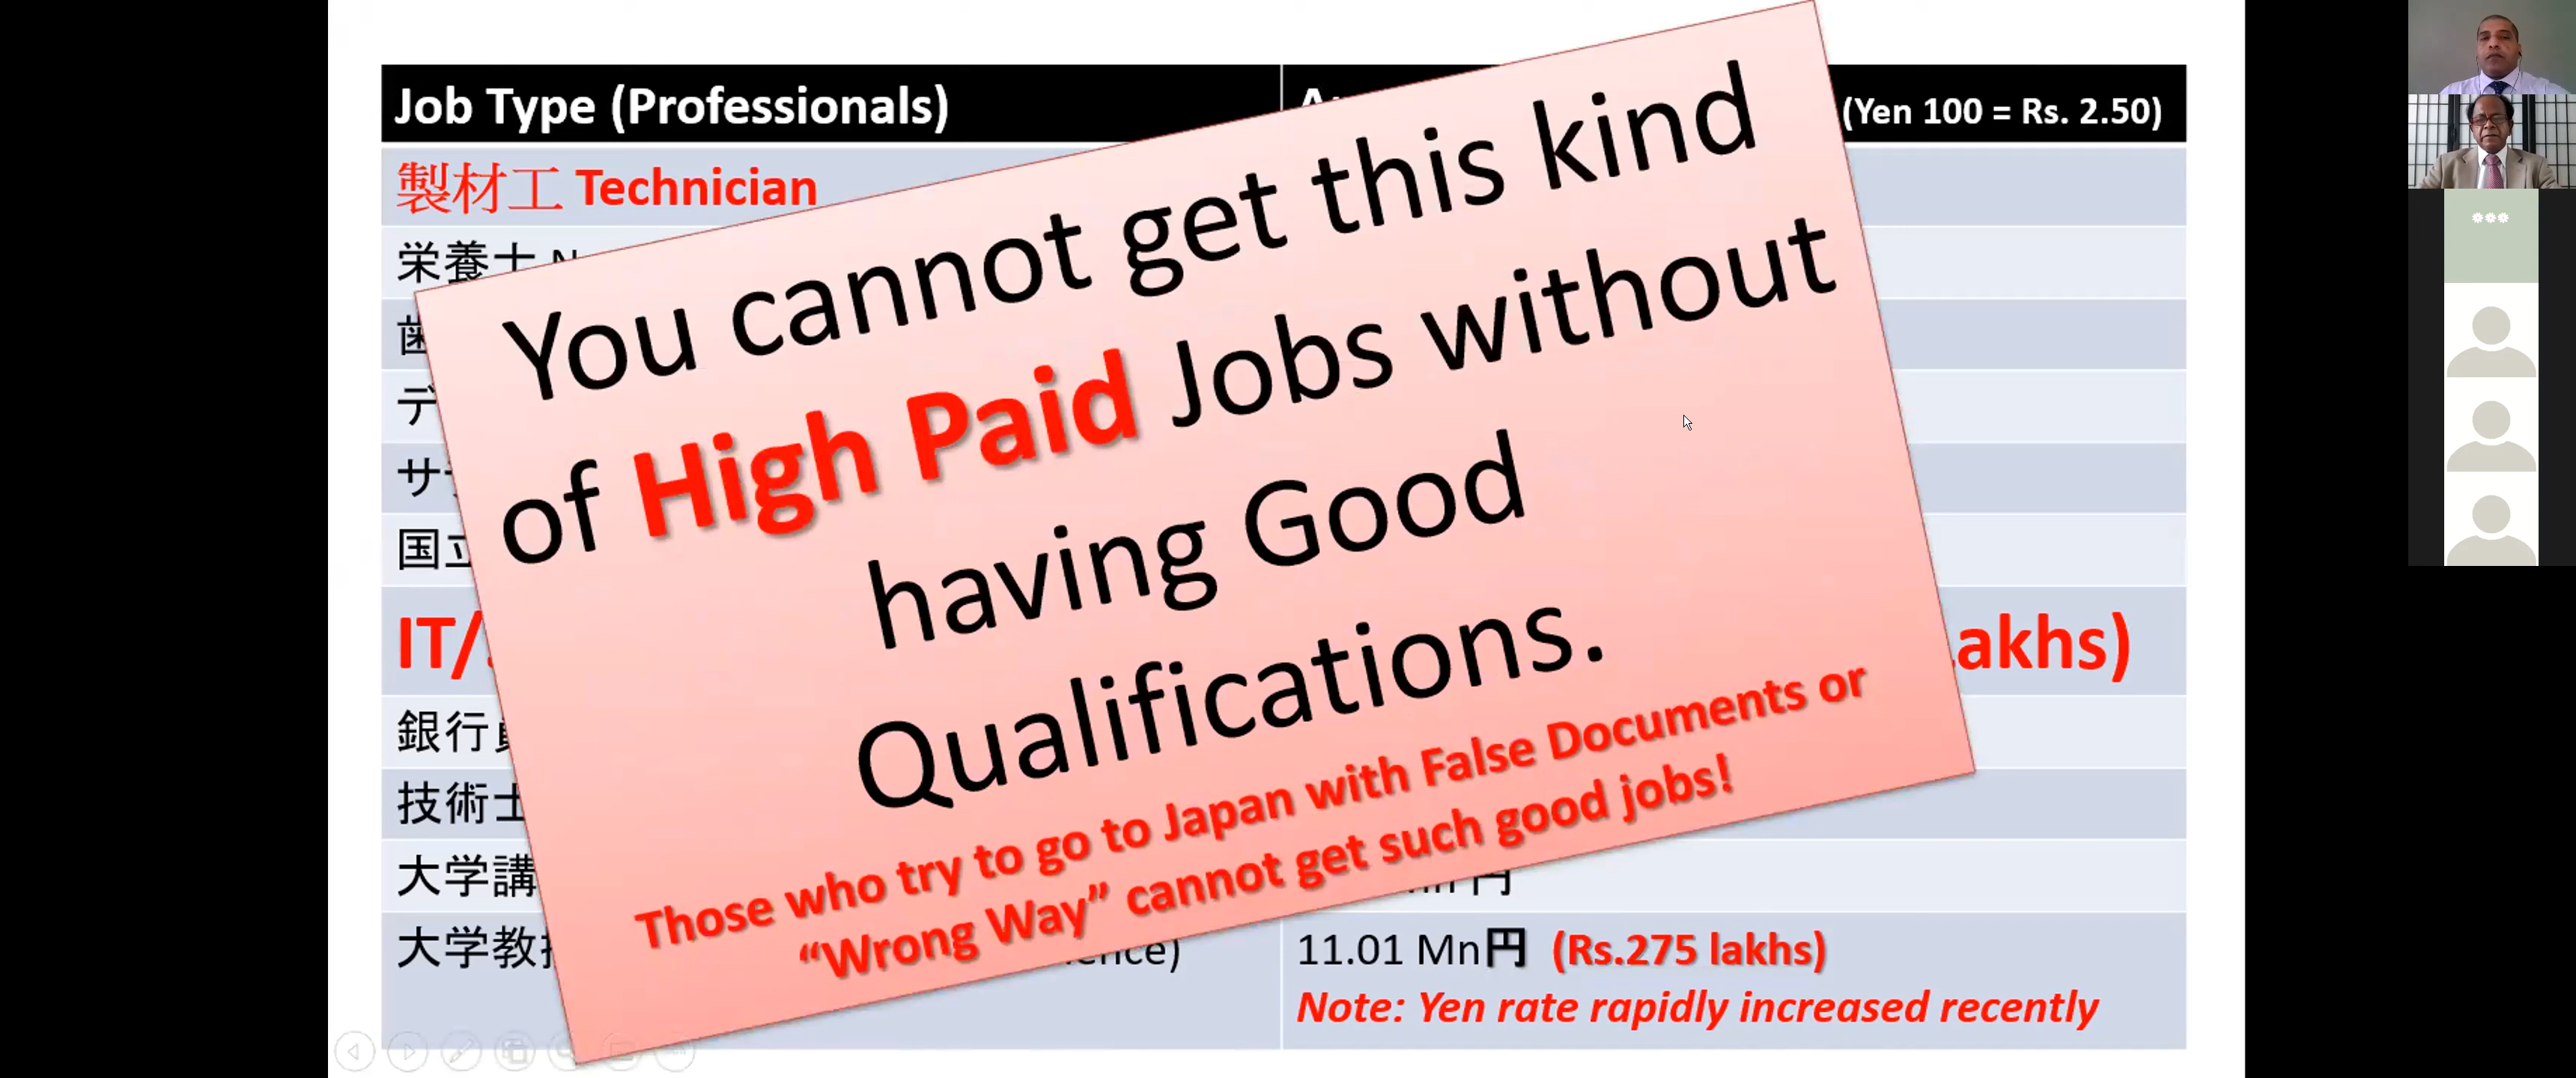 Job Type (Professionals)
(Yen 100 = Rs. 2.50)
製材工 Technician
栄養士
国立
IT/
akhs)
銀行員
技術士
大学講
円
大学教
11.01 Mn円 (Rs.275 lakhs)
Note: Yen rate rapidly increased recently
You cannot get this kind
of High Paid Jobs without
having Good
Qualifications.
Those who try to go to Japan with False Documents or
“Wrong Way” cannot get such good jobs!